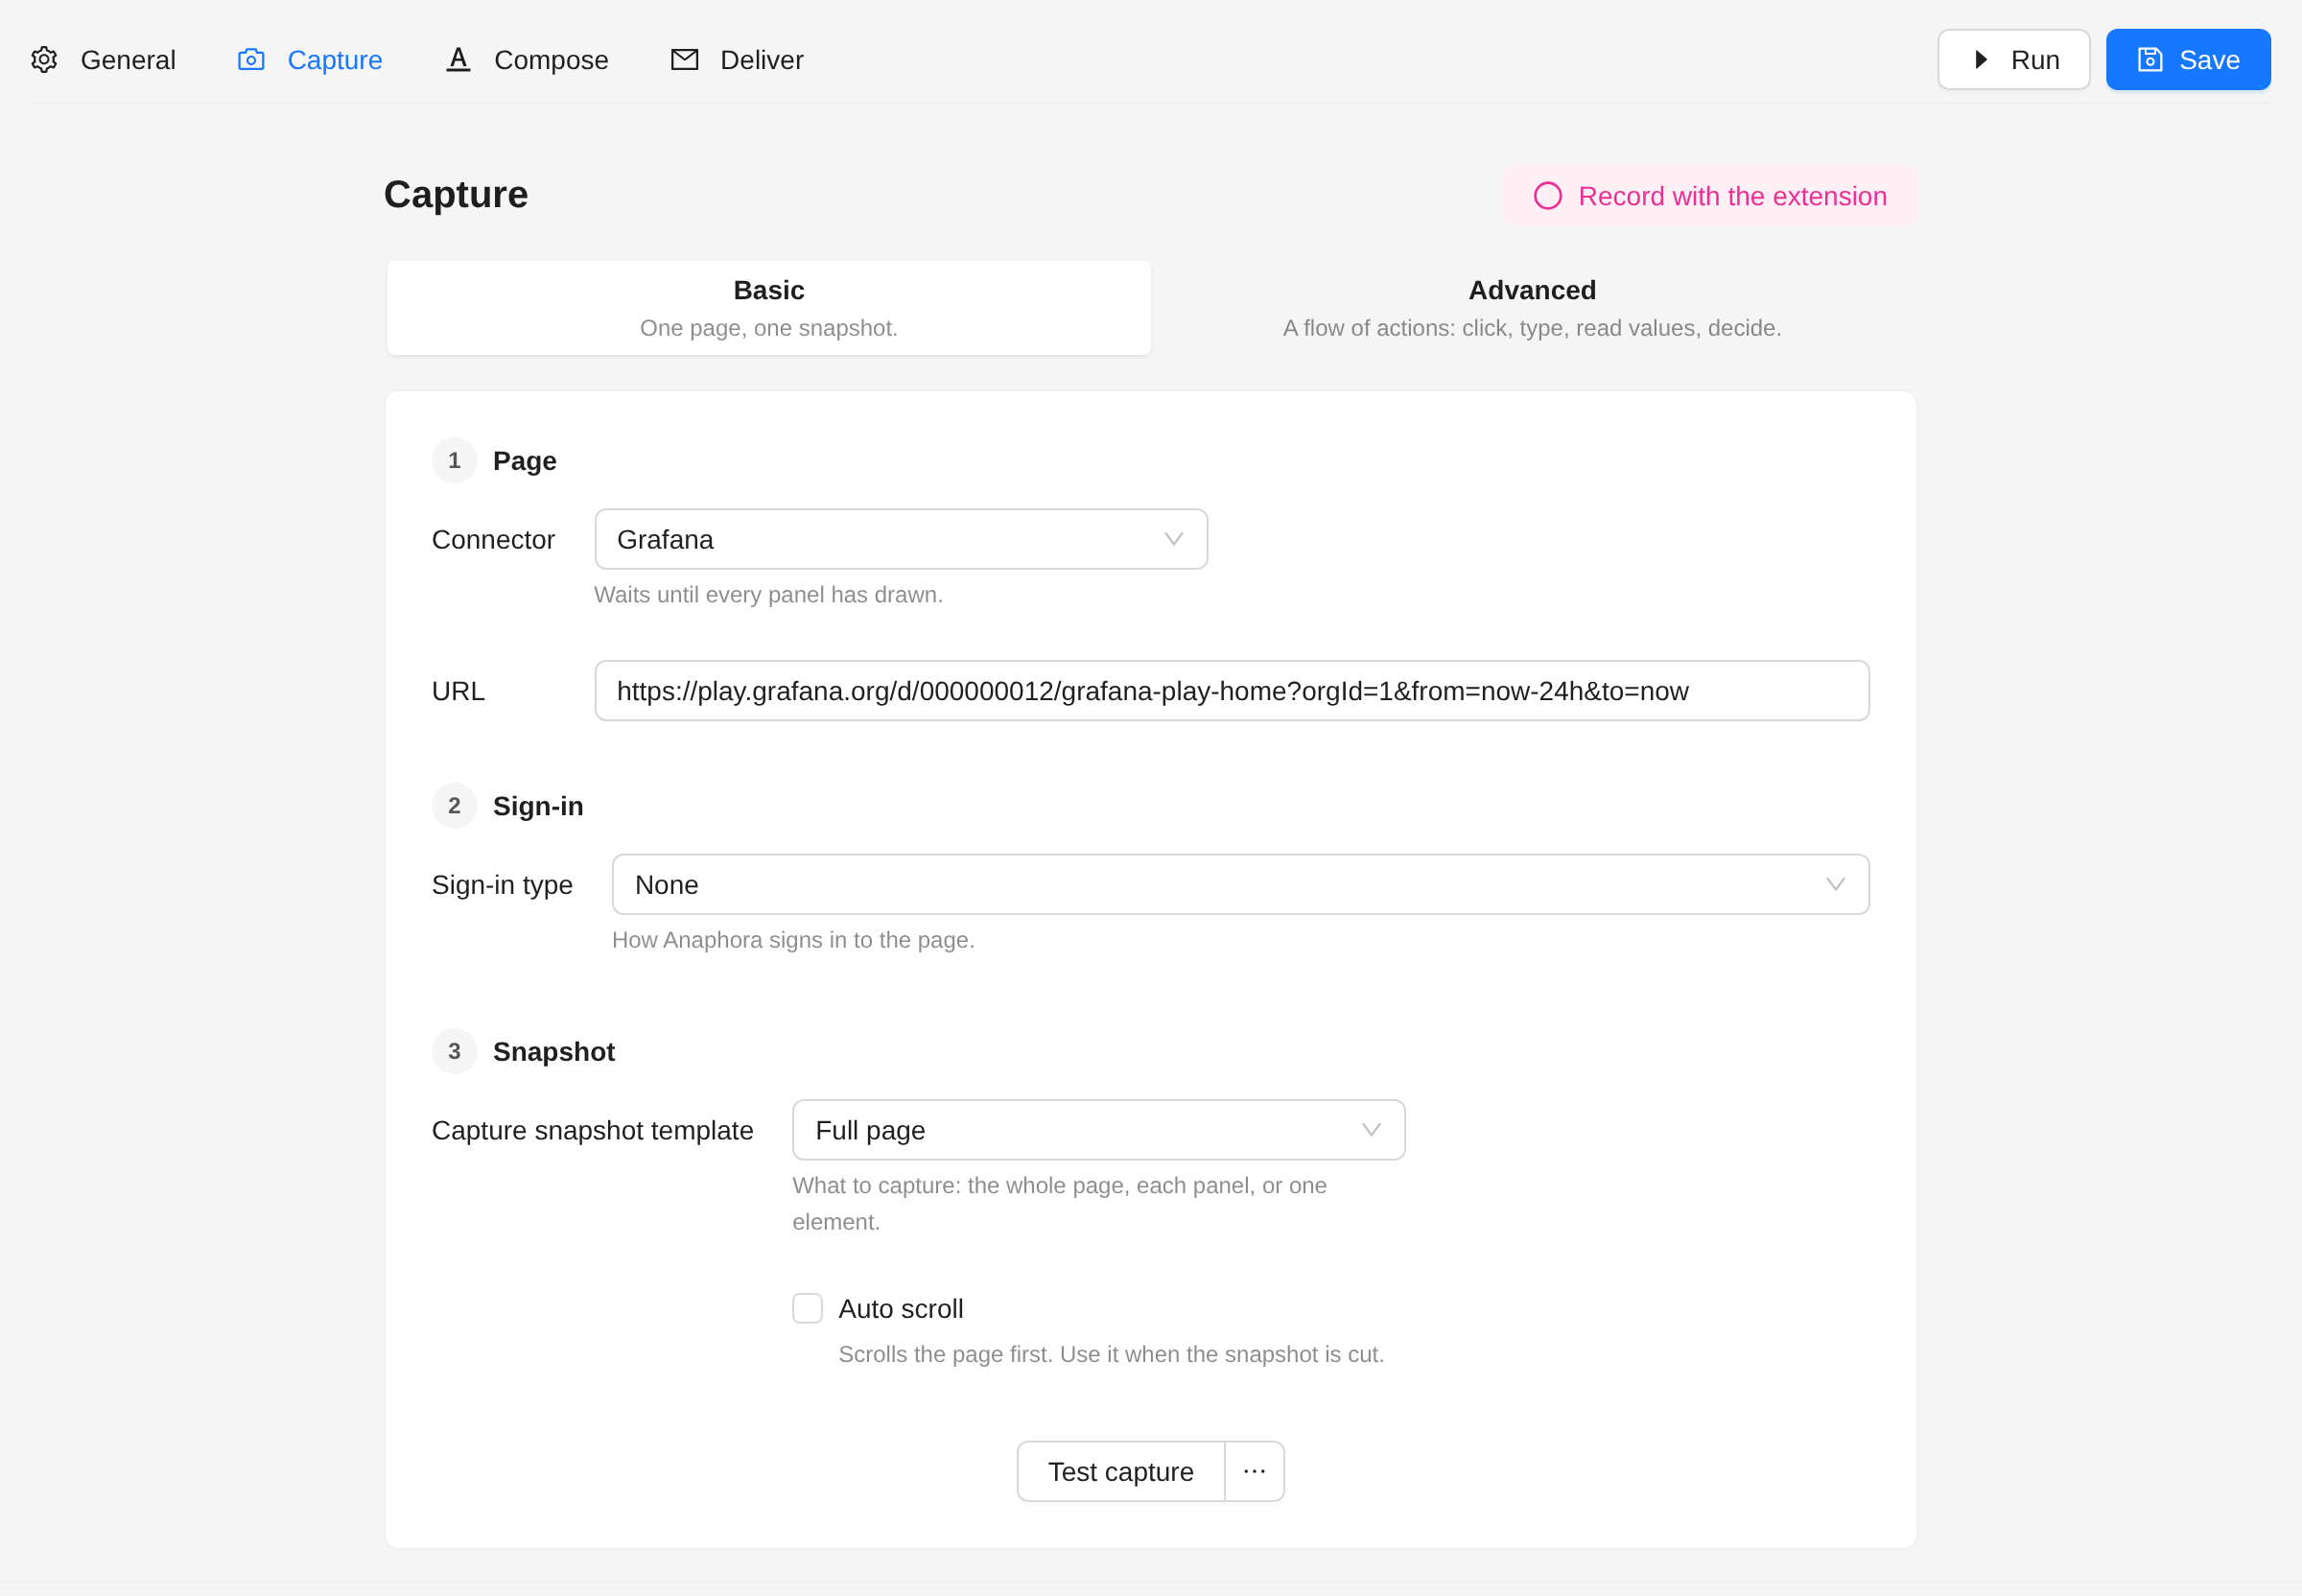 General
Capture
Compose
Deliver
Run
Save
Capture
Record with the extension
Basic
One page, one snapshot.
Advanced
A flow of actions: click, type, read values, decide.
1 Page
Connector
Grafana
Waits until every panel has drawn.
URL
https://play.grafana.org/d/000000012/grafana-play-home?orgId=1&from=now-24h&to=now
2 Sign-in
Sign-in type
None
How Anaphora signs in to the page.
3 Snapshot
Capture snapshot template
Full page
What to capture: the whole page, each panel, or one
element.
Auto scroll
Scrolls the page first. Use it when the snapshot is cut.
Test capture
···